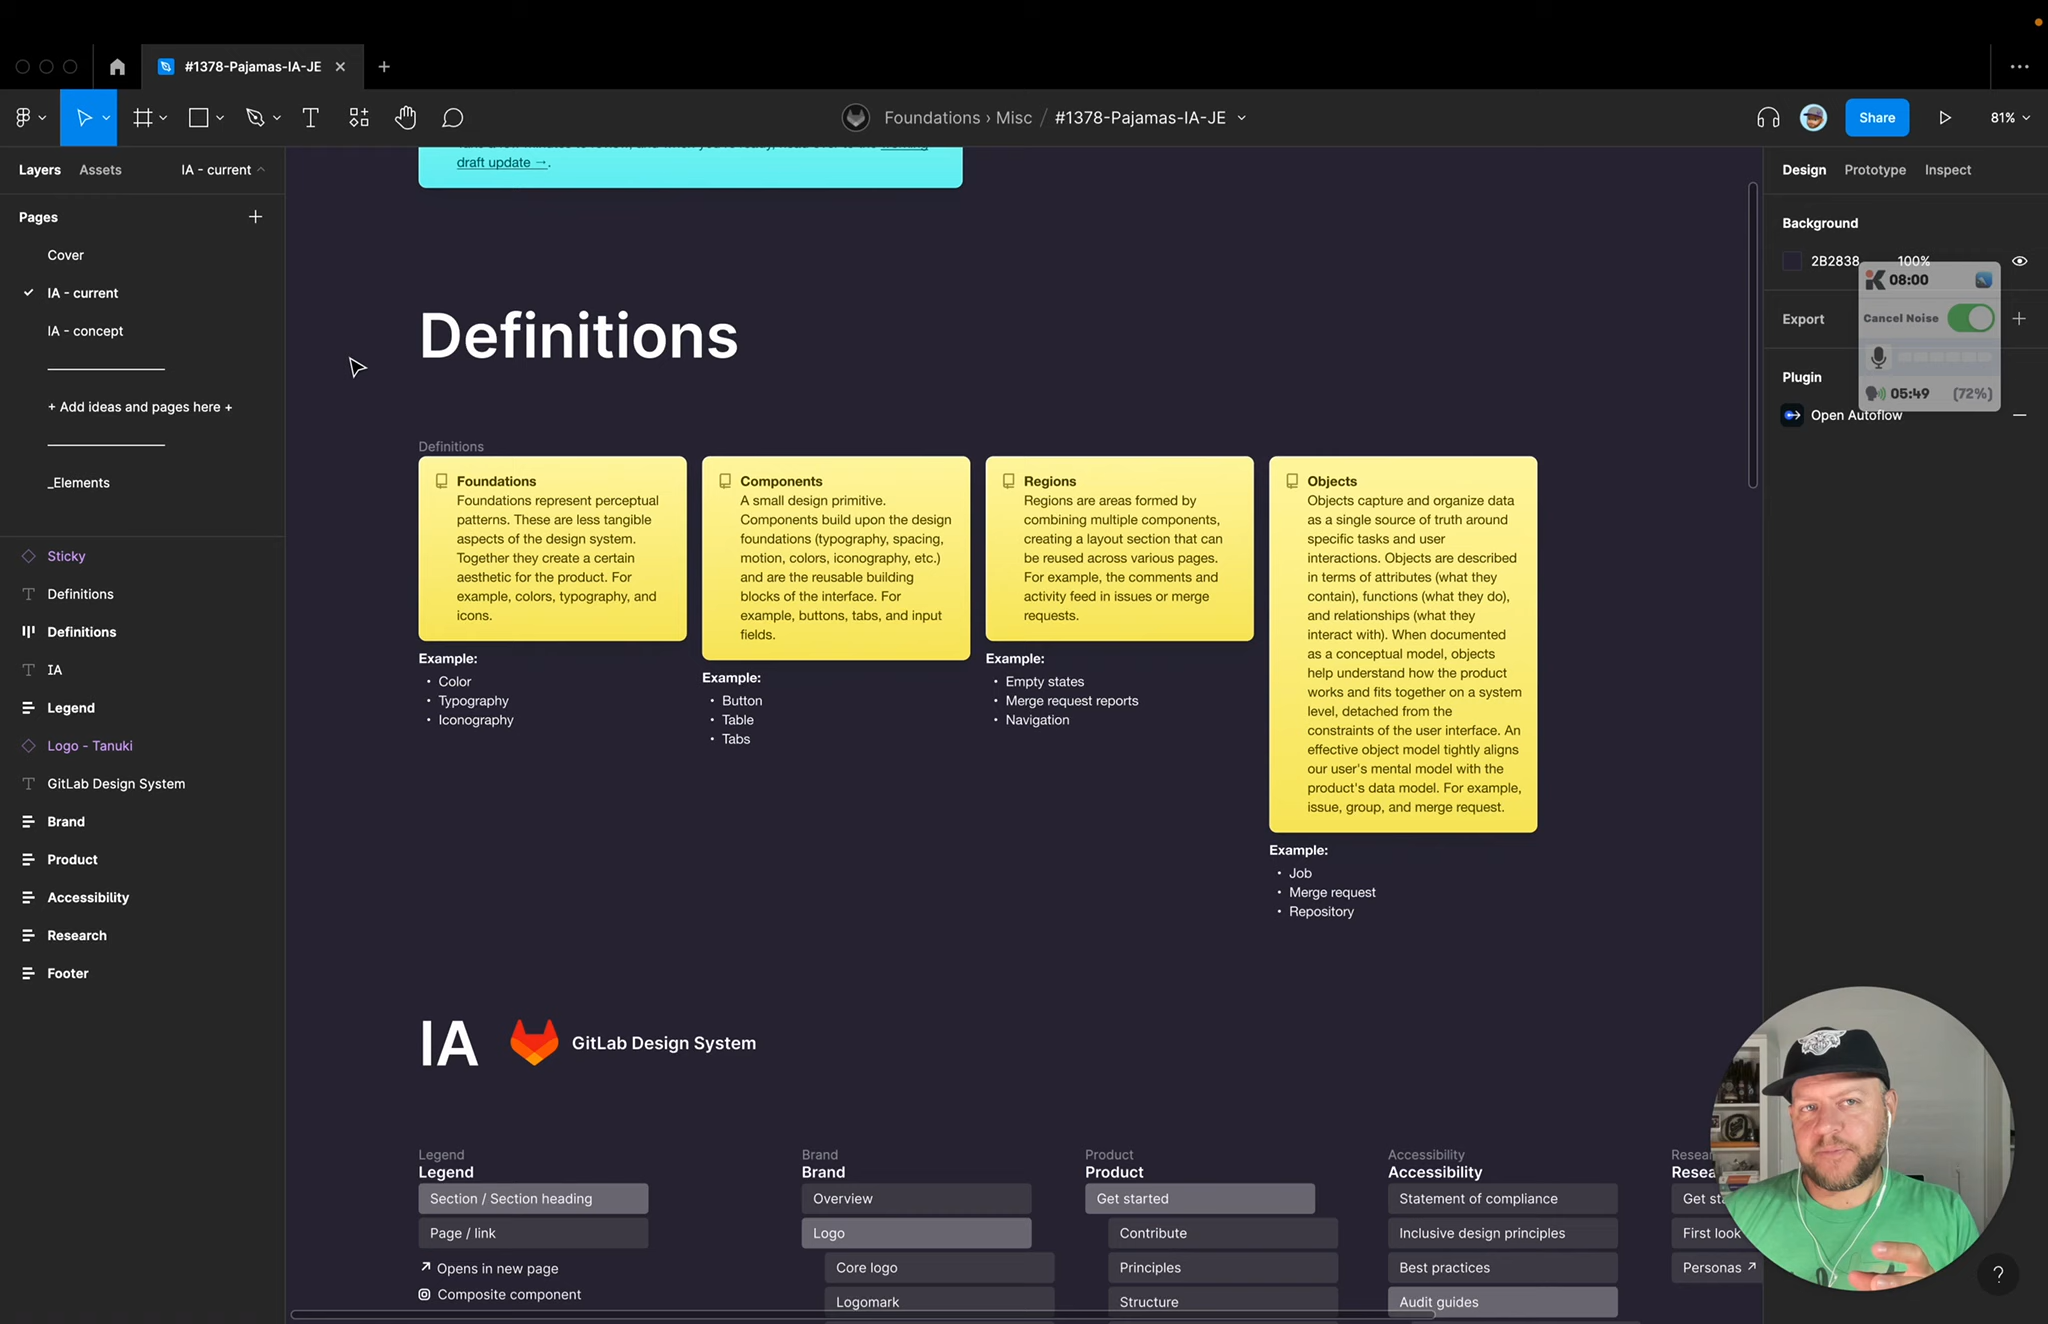 #1378-Pajamas-IA-JE
Foundations › Misc / #1378-Pajamas-IA-JE
Share
81%
Layers
Assets
IA - current
Pages
Cover
IA - current
IA - concept
+ Add ideas and pages here +
_Elements
Sticky
Definitions
Definitions
IA
Legend
Logo - Tanuki
GitLab Design System
Brand
Product
Accessibility
Research
Footer
draft update →.
Definitions
Definitions
Foundations
Foundations represent perceptual
patterns. These are less tangible
aspects of the design system.
Together they create a certain
aesthetic for the product. For
example, colors, typography, and
icons.
Example:
• Color
• Typography
• Iconography
Components
A small design primitive.
Components build upon the design
foundations (typography, spacing,
motion, colors, iconography, etc.)
and are the reusable building
blocks of the interface. For
example, buttons, tabs, and input
fields.
Example:
• Button
• Table
• Tabs
Regions
Regions are areas formed by
combining multiple components,
creating a layout section that can
be reused across various pages.
For example, the comments and
activity feed in issues or merge
requests.
Example:
• Empty states
• Merge request reports
• Navigation
Objects
Objects capture and organize data
as a single source of truth around
specific tasks and user
interactions. Objects are described
in terms of attributes (what they
contain), functions (what they do),
and relationships (what they
interact with). When documented
as a conceptual model, objects
help understand how the product
works and fits together on a system
level, detached from the
constraints of the user interface. An
effective object model tightly aligns
our user's mental model with the
product's data model. For example,
issue, group, and merge request.
Example:
• Job
• Merge request
• Repository
IA
GitLab Design System
Legend
Legend
Section / Section heading
Page / link
↗ Opens in new page
Composite component
Brand
Brand
Overview
Logo
Core logo
Logomark
Product
Product
Get started
Contribute
Principles
Structure
Accessibility
Accessibility
Statement of compliance
Inclusive design principles
Best practices
Audit guides
Get
First look
Personas ↗
Design
Prototype
Inspect
Background
2B2838
100%
Export
Plugin
Open Autoflow
08:00
Cancel Noise
05:49
(72%)
?